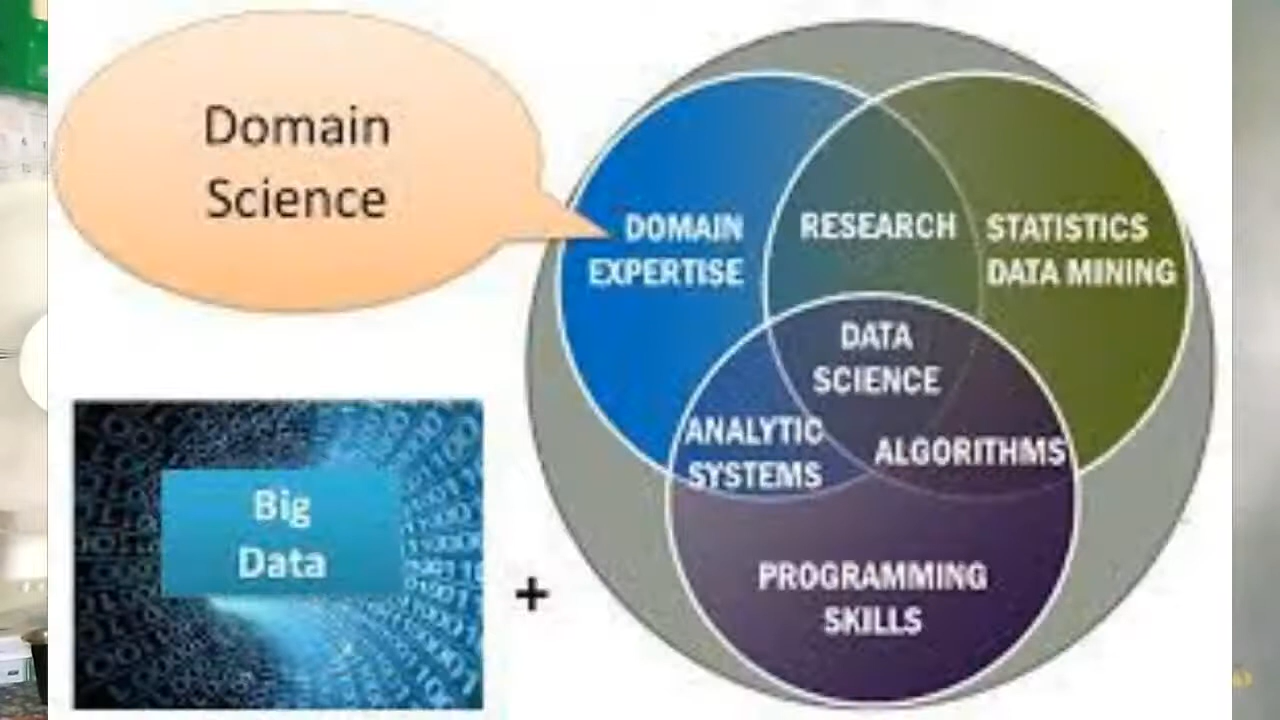 Domain
Science
DOMAIN
EXPERTISE
RESEARCH
STATISTICS
DATA MINING
DATA
SCIENCE
ANALYTIC
SYSTEMS
ALGORITHMS
Big
Data
+
PROGRAMMING
SKILLS